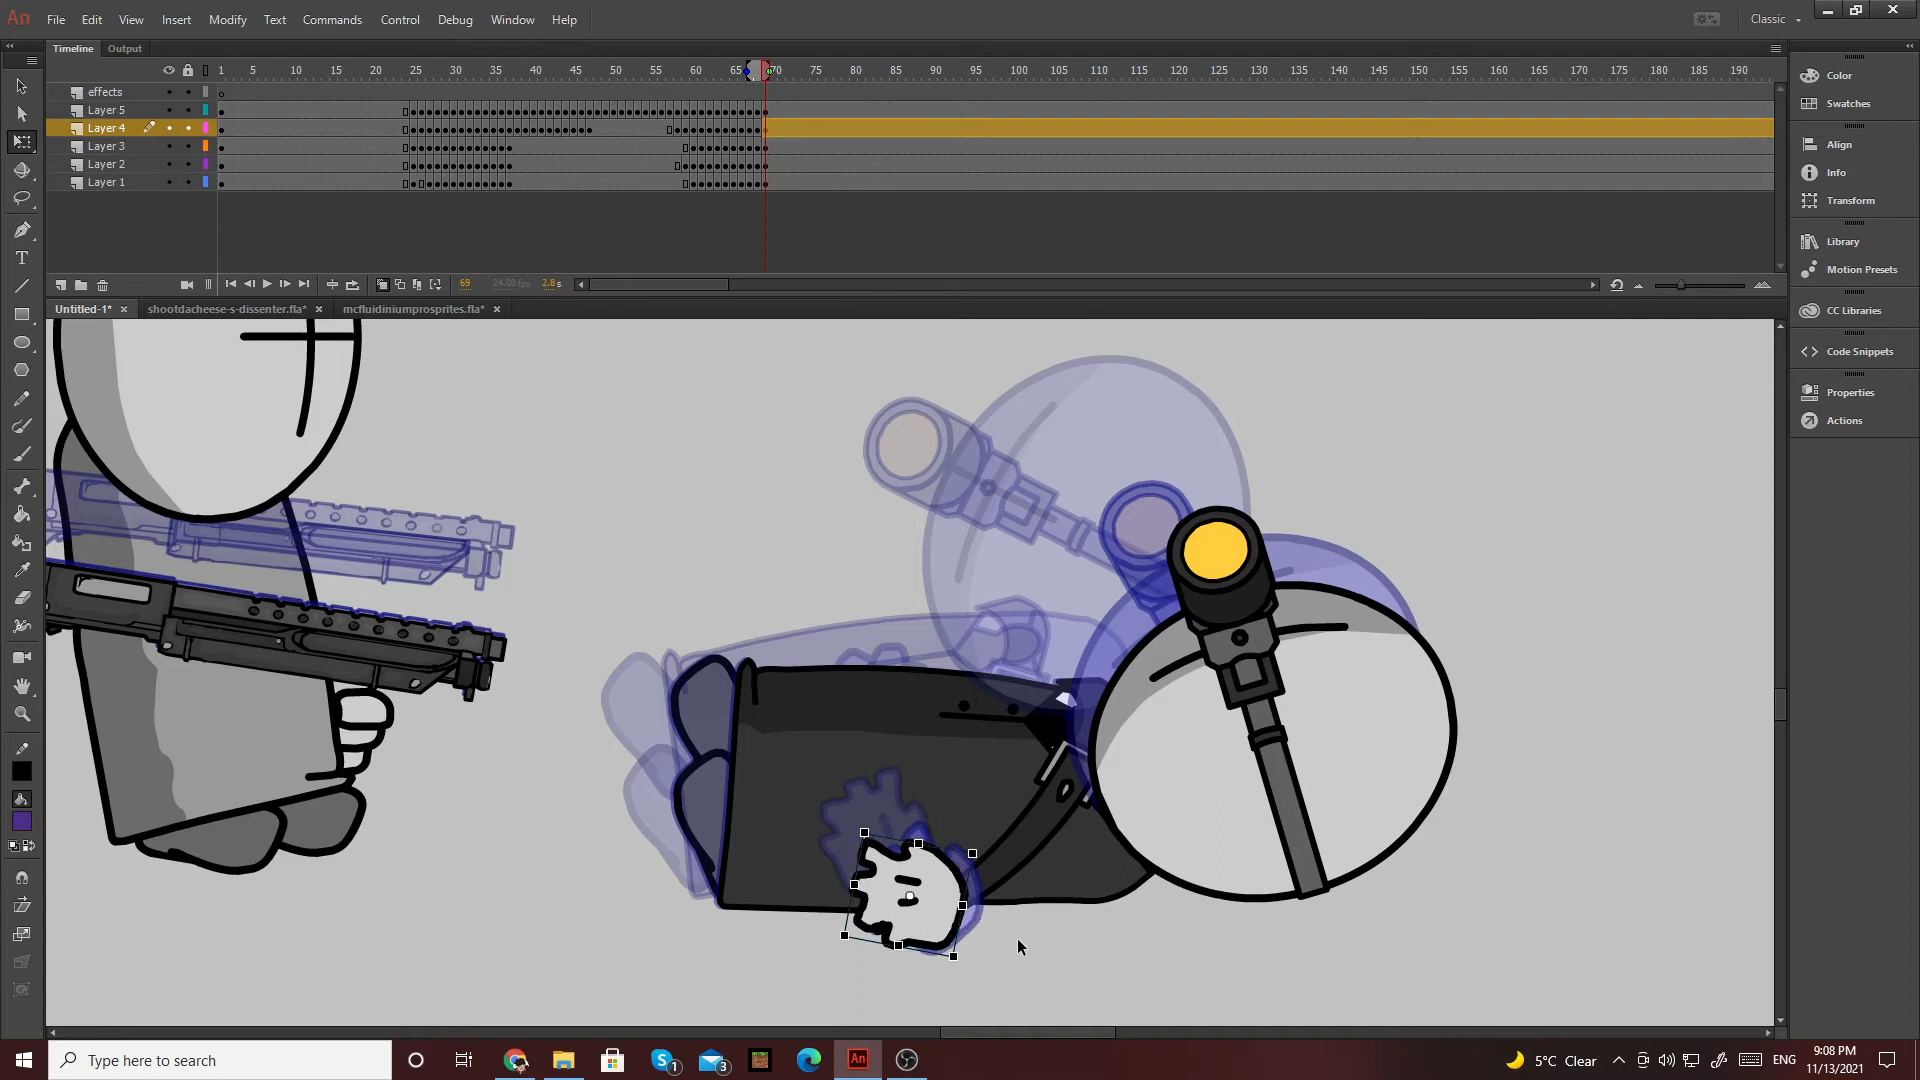 An File Edit View Insert Modify Text Commands Control Debug Window Help Classic
Timeline Output
1 5 10 15 20 25 30 35 40 45 50 55 60 65 70 75 80 85 90 95 100 105 110 115 120 125 130 135 140 145 150 155 160 165 170 175 180 185 190
effects
Layer 5
Layer 4
Layer 3
Layer 2
Layer 1
69 24.00 fps 2.8 s
Untitled-1* × shootdacheese-s-dissenter.fla* × mcfluidiniumprosprites.fla* ×
Color
Swatches
Align
Info
Transform
Library
Motion Presets
CC Libraries
Code Snippets
Properties
Actions
Type here to search
1
3
An
5°C Clear
ENG
9:08 PM
11/13/2021